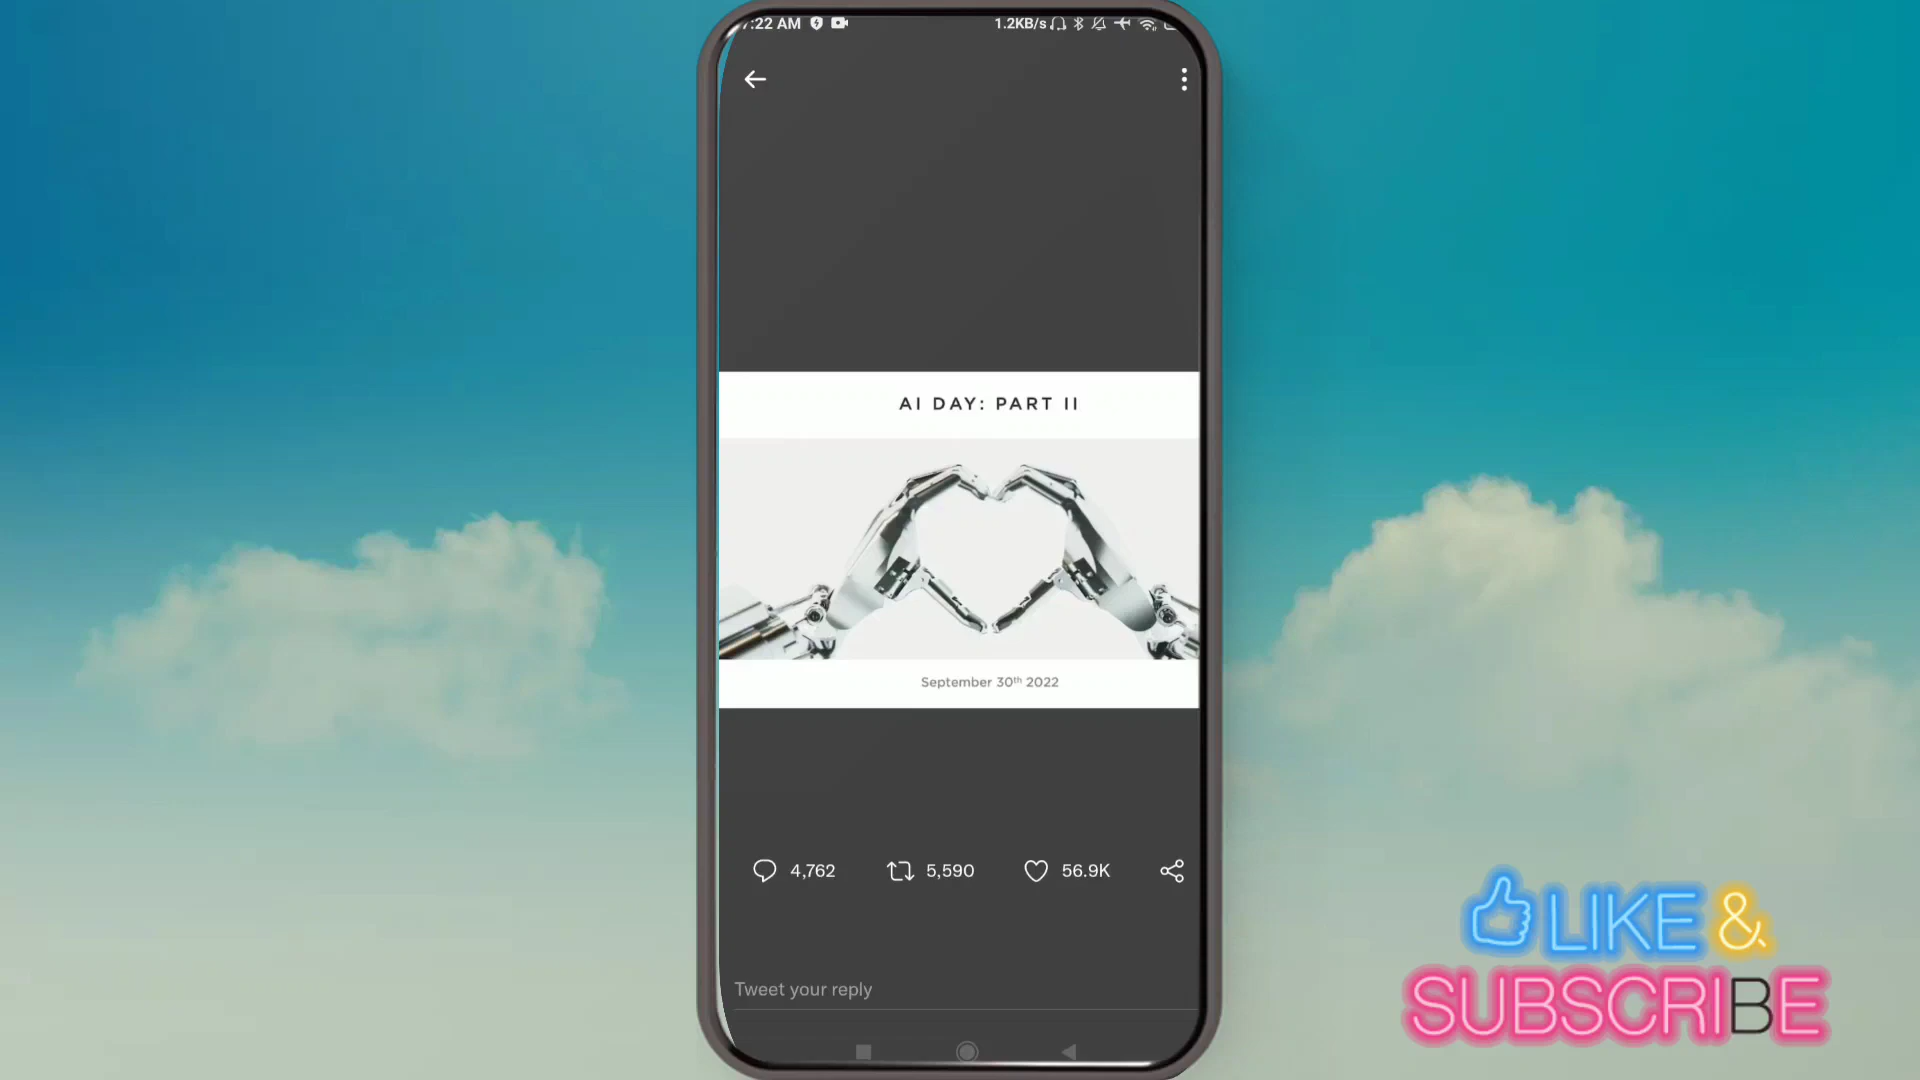 :22 AM 1.2KB/s
AI DAY: PART II
September 30th 2022
4,762 5,590 56.9K
Tweet your reply
LIKE &
SUBSCRIBE